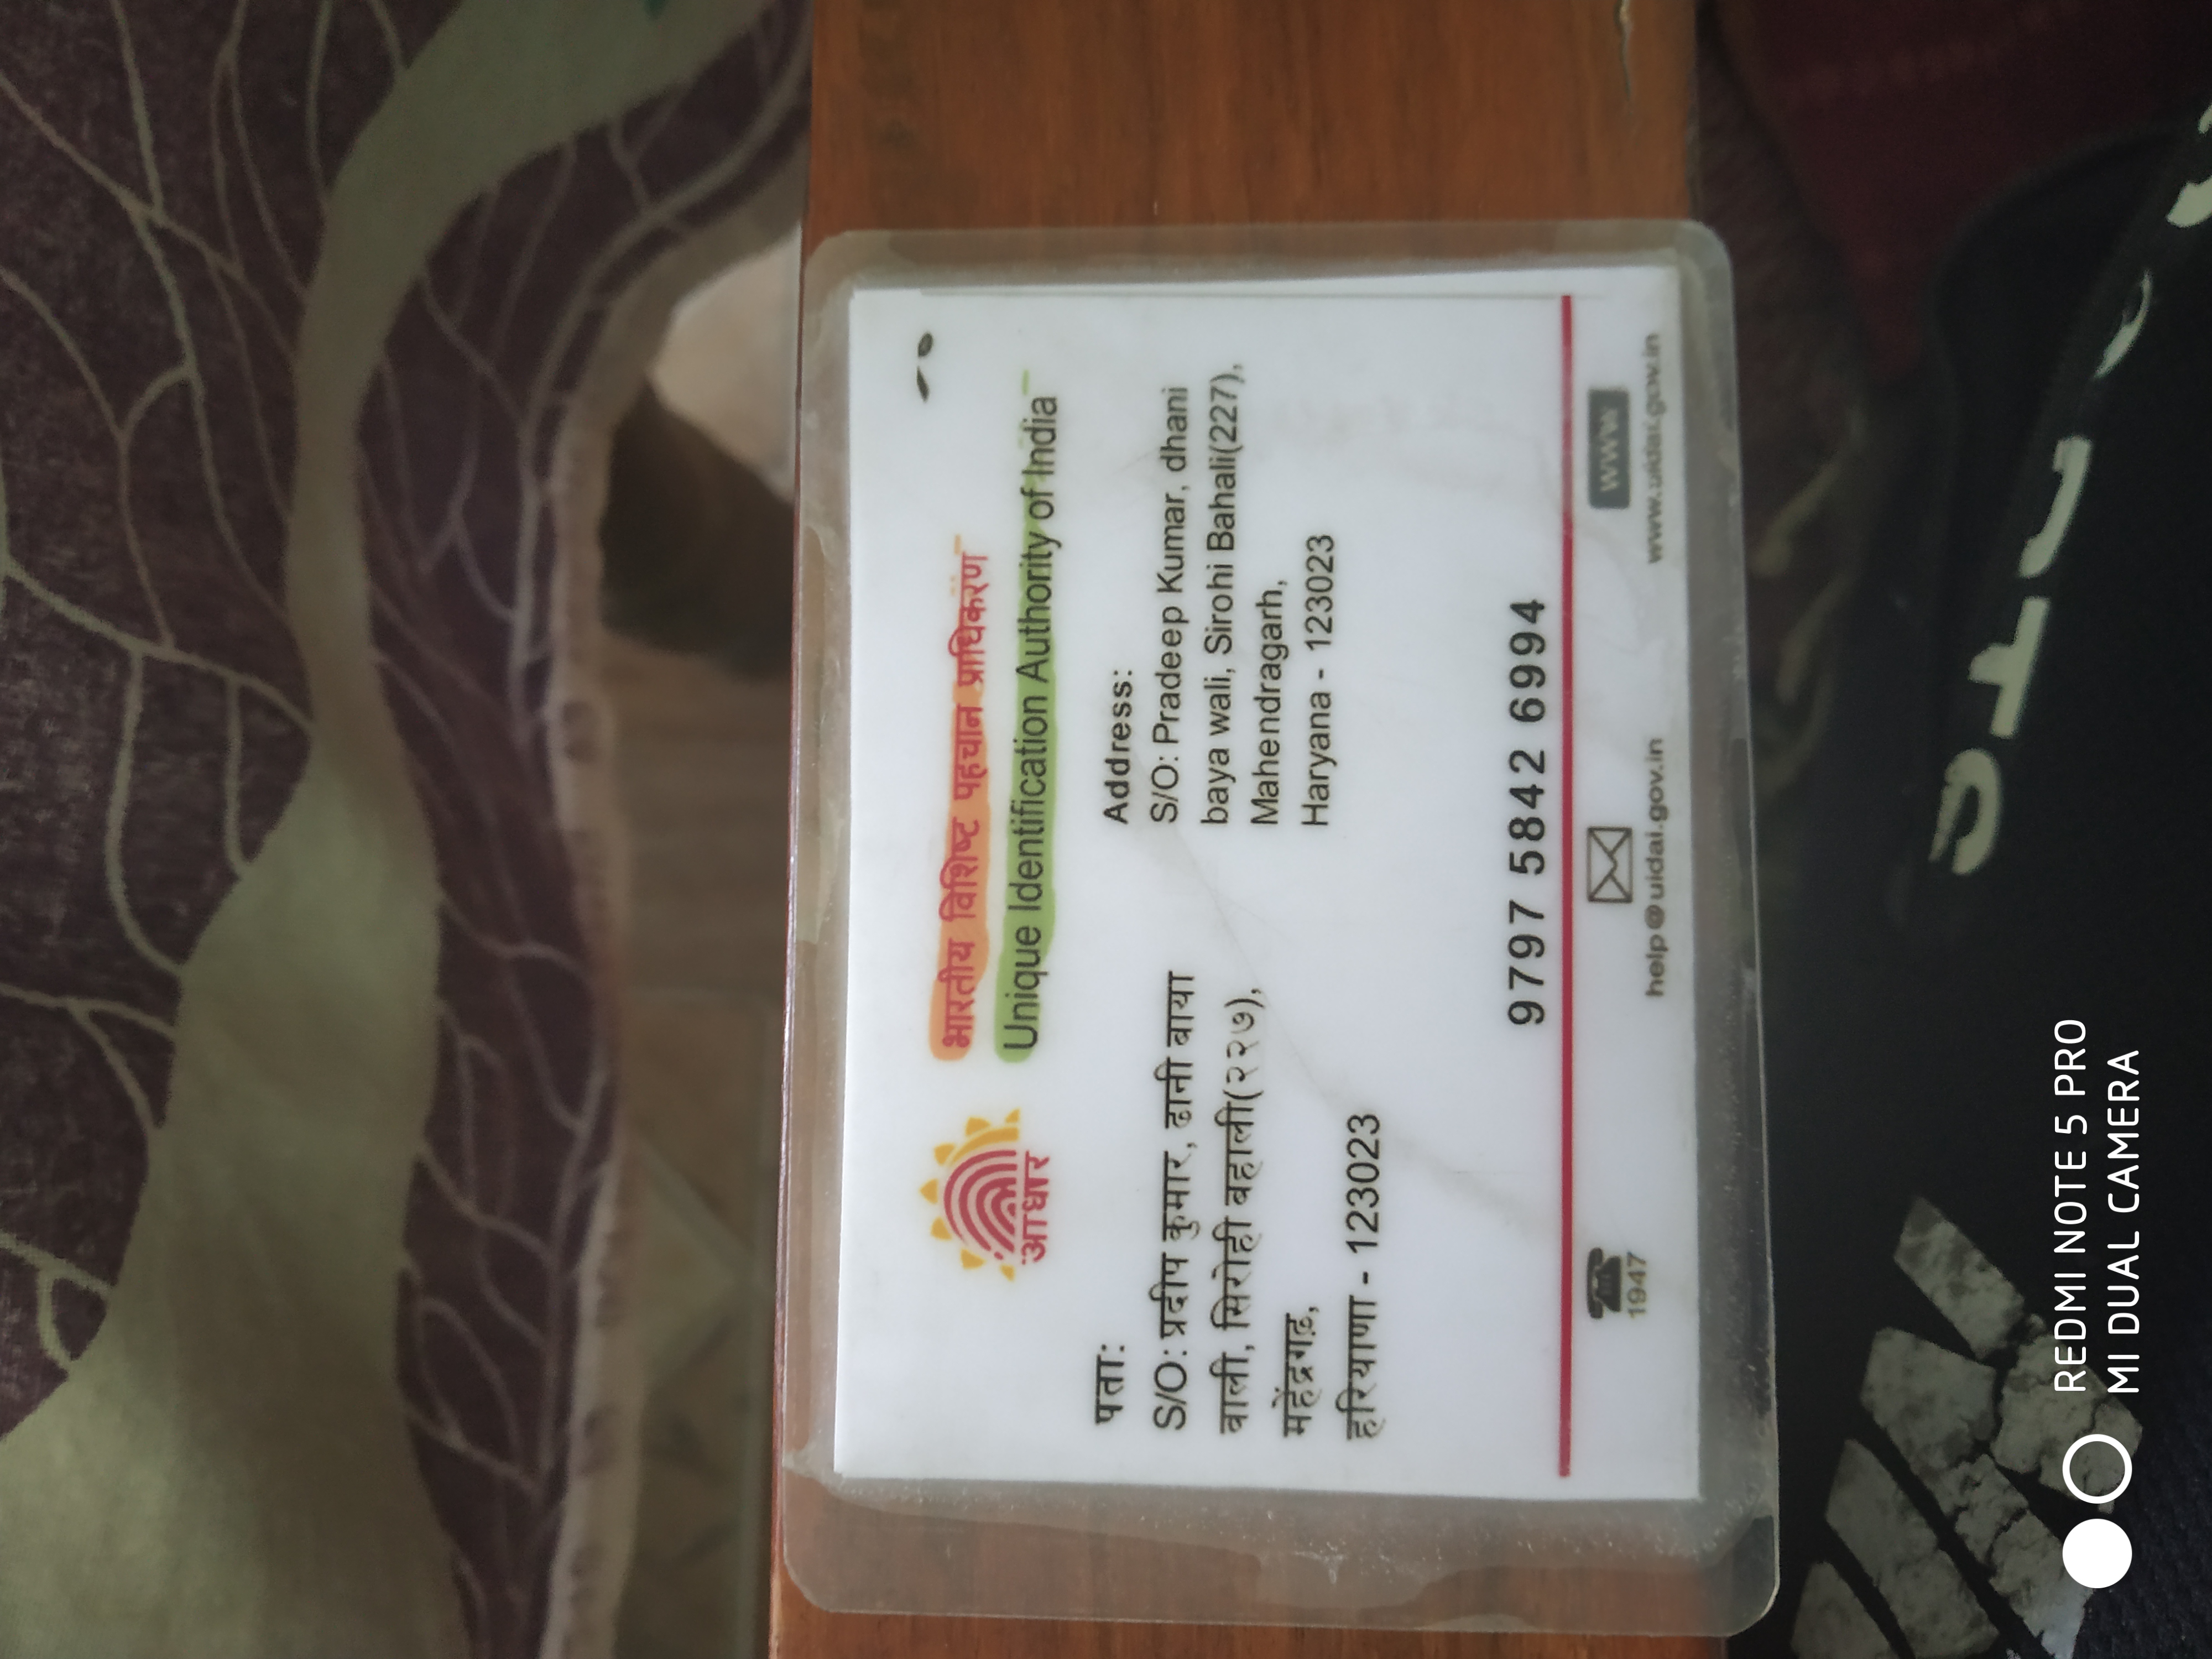 आधार
भारतीय विशिष्ट पहचान प्राधिकरण
Unique Identification Authority of India
पता:
S/O: प्रदीप कुमार, ढानी बाया
वाली, सिरोही बहाली(२२७),
महेंद्रगढ़,
हरियाणा - 123023
Address:
S/O: Pradeep Kumar, dhani
baya wali, Sirohi Bahali(227),
Mahendragarh,
Haryana - 123023
9797 5842 6994
1947
help@uidai.gov.in
www
www.uidai.gov.in
REDMI NOTE 5 PRO
MI DUAL CAMERA